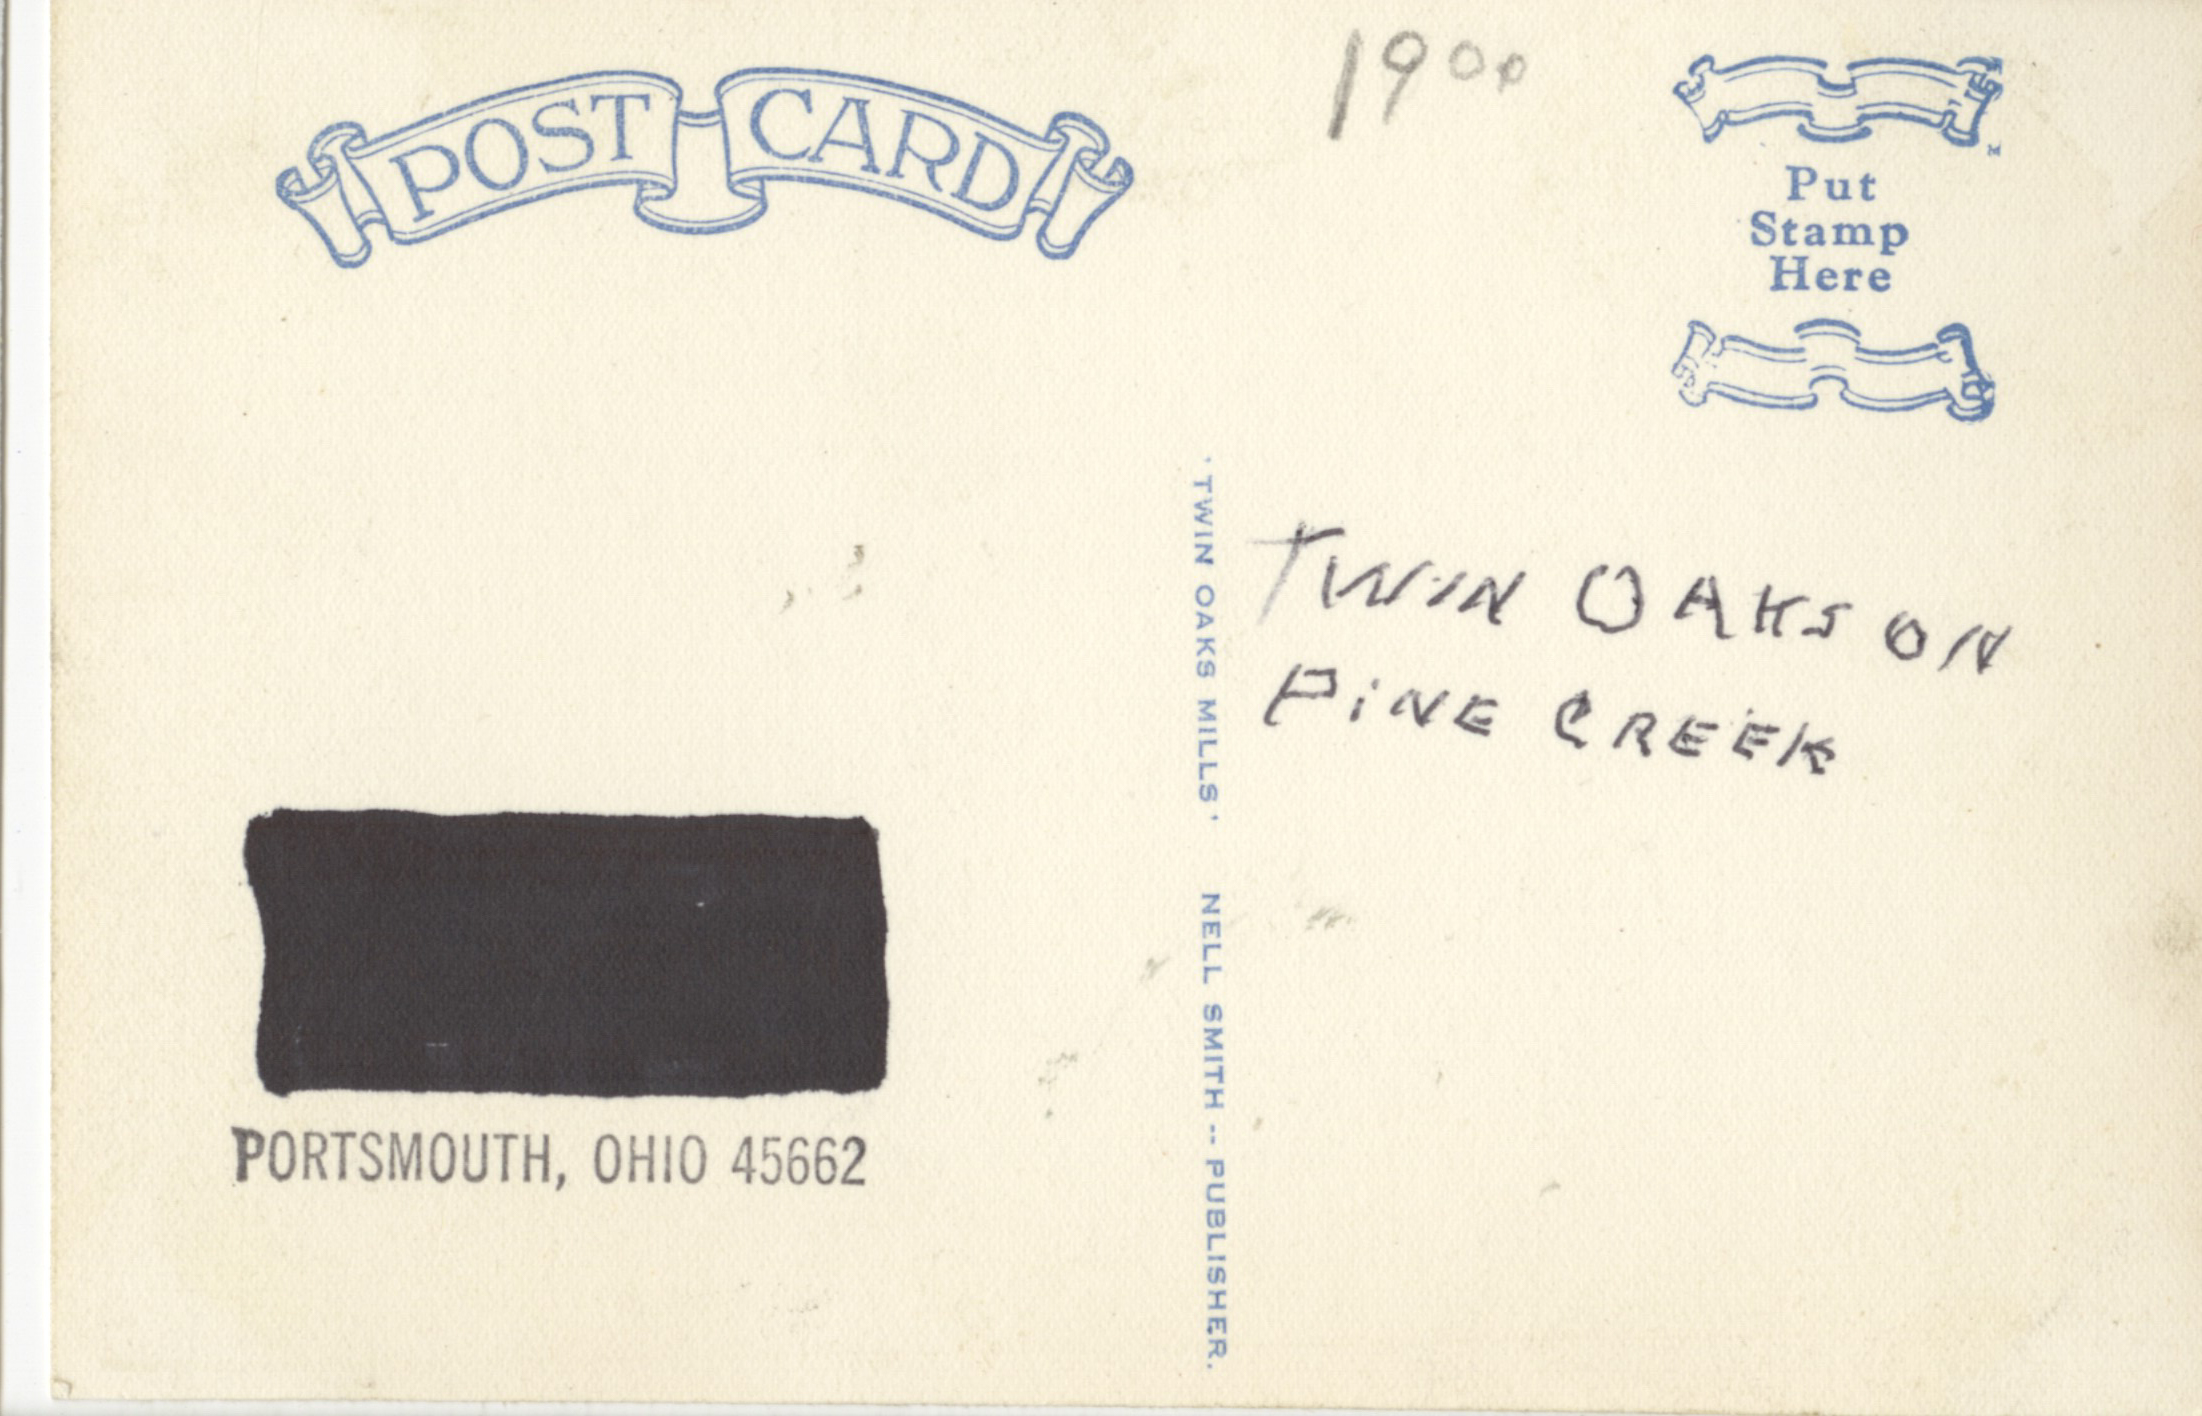 POST CARD
19⁰⁰
Put
Stamp
Here
'TWIN OAKS MILLS' NELL SMITH -- PUBLISHER.
TWIN OAKS ON
PINE CREEK
PORTSMOUTH, OHIO 45662